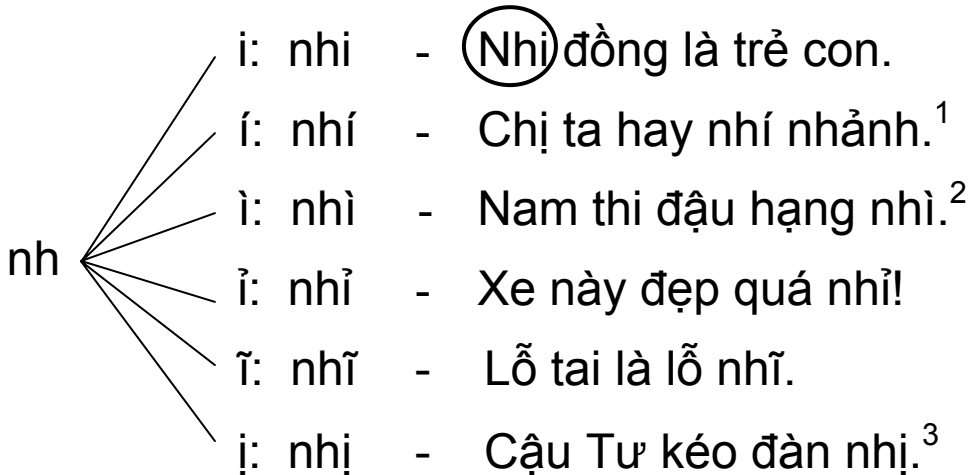 i: nhi - Nhi đồng là trẻ con.
í: nhí - Chị ta hay nhí nhảnh.¹
ì: nhì - Nam thi đậu hạng nhì.²
nh
ỉ: nhỉ - Xe này đẹp quá nhỉ!
ĩ: nhĩ - Lỗ tai là lỗ nhĩ.
ị: nhị - Cậu Tư kéo đàn nhị.³